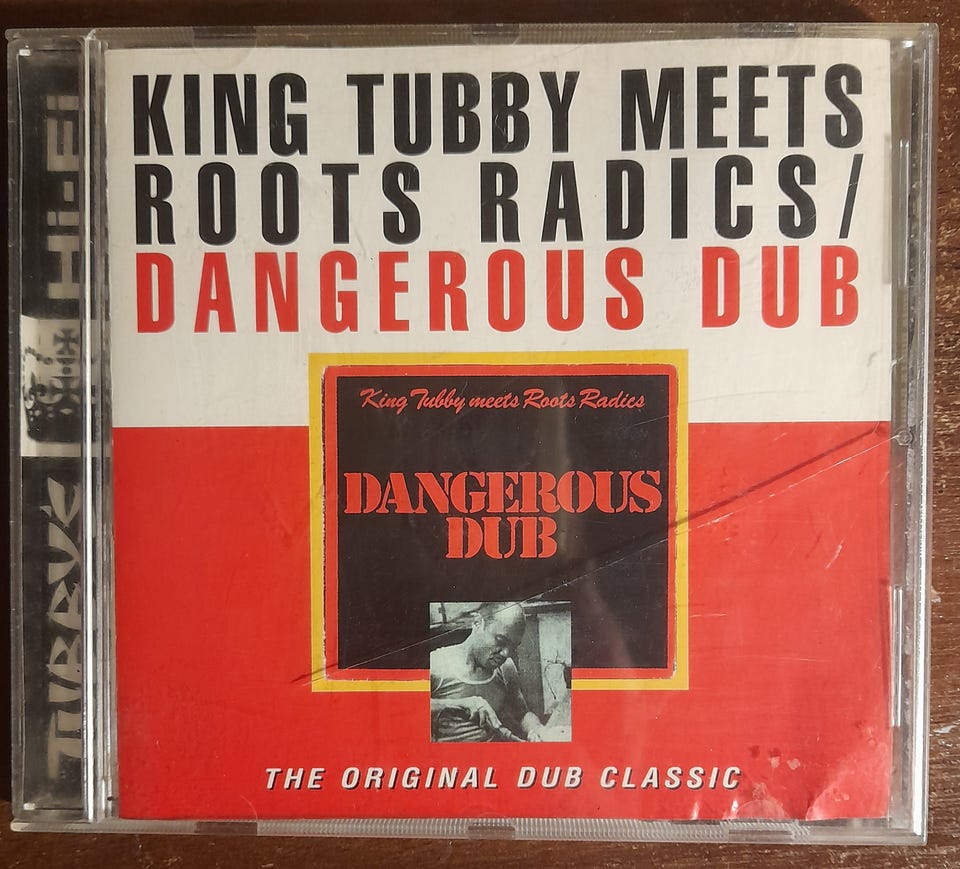 KING TUBBY MEETS
ROOTS RADICS/
DANGEROUS DUB
King Tubby meets Roots Radics
DANGEROUS
DUB
THE ORIGINAL DUB CLASSIC
TUBBY'S
HI-FI